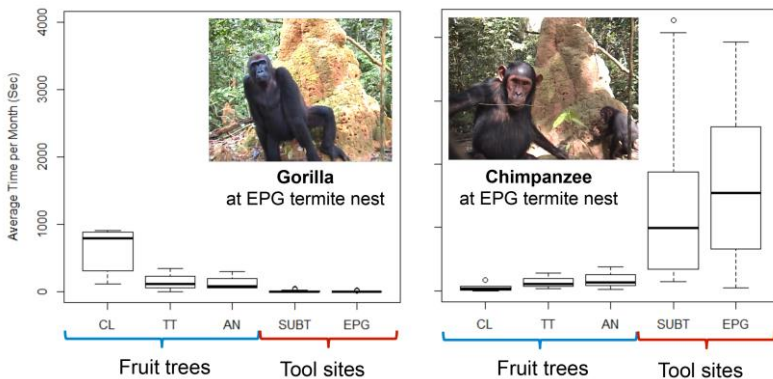 Average Time per Month (Sec)
4000
3000
2000
1000
0
Gorilla
at EPG termite nest
CL
TT
AN
SUBT
EPG
Fruit trees
Tool sites
Chimpanzee
at EPG termite nest
CL
TT
AN
SUBT
EPG
Fruit trees
Tool sites